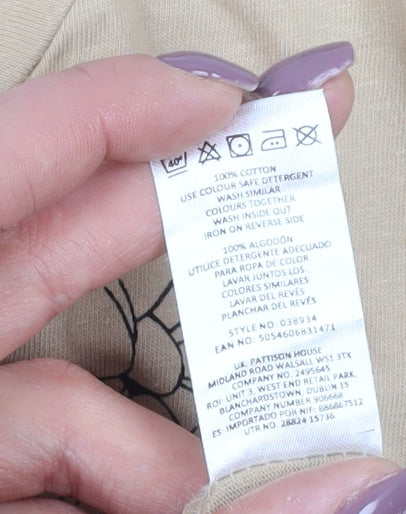 40°
100% COTTON
USE COLOUR SAFE DETERGENT
WASH SIMILAR
COLOURS TOGETHER
WASH INSIDE OUT
IRON ON REVERSE SIDE
100% ALGODÓN
UTILICE DETERGENTE ADECUADO
PARA ROPA DE COLOR
LAVAR JUNTOS LOS
COLORES SIMILARES
LAVAR DEL REVÉS
PLANCHAR DEL REVÉS
STYLE NO: 038934
EAN NO: 5054606831471
UK: PATTISON HOUSE
MIDLAND ROAD WALSALL WS1 3TX
COMPANY NO. 2495645
ROI: UNIT 3, WEST END RETAIL PARK,
BLANCHARDSTOWN, DUBLIN 15
COMPANY NUMBER 906668
ES: IMPORTADO POR NIF: B86867512
UTR NO. 28824 15736